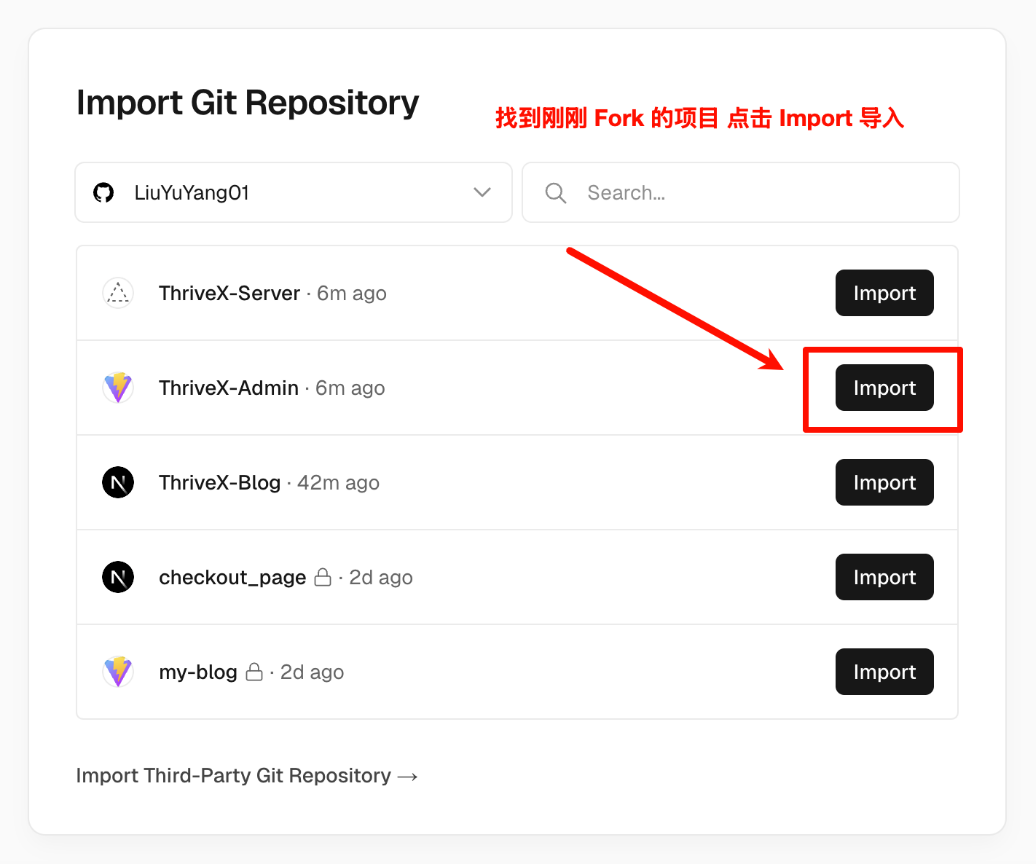 Import Git Repository
找到刚刚 Fork 的项目 点击 Import 导入
LiuYuYang01
Search...
ThriveX-Server · 6m ago
Import
ThriveX-Admin · 6m ago
Import
ThriveX-Blog · 42m ago
Import
checkout_page · 2d ago
Import
my-blog · 2d ago
Import
Import Third-Party Git Repository →